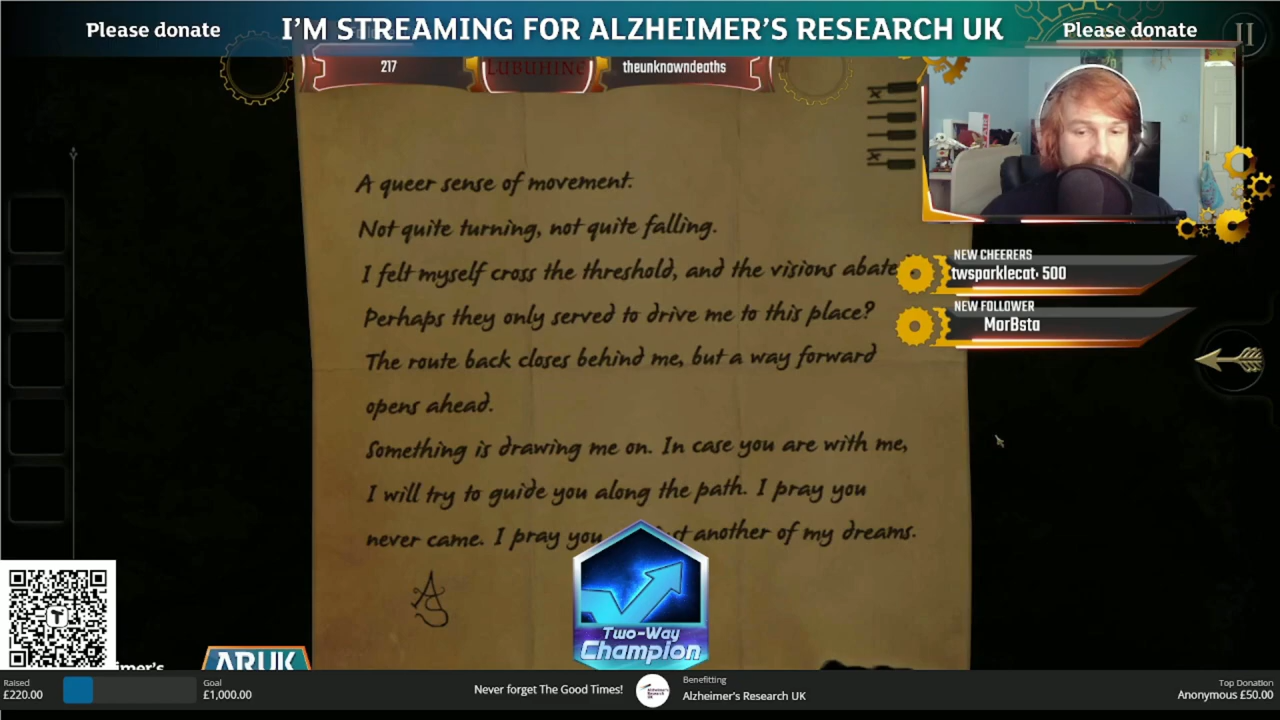 Please donate
I'M STREAMING FOR ALZHEIMER'S RESEARCH UK
Please donate
217
LUBUHINE
theunknowndeaths
A queer sense of movement.
Not quite turning, not quite falling.
I felt myself cross the threshold, and the visions abate
Perhaps they only served to drive me to this place?
The route back closes behind me, but a way forward
opens ahead.
Something is drawing me on. In case you are with me,
I will try to guide you along the path. I pray you
never came. I pray you another of my dreams.
AS
NEW CHEERERS
twsparklecat· 500
NEW FOLLOWER
MorBsta
Two-Way
Champion
imer's
ARUK
Raised
£220.00
Goal
£1,000.00
Never forget The Good Times!
Benefitting
Alzheimer's Research UK
Top Donation
Anonymous £50.00